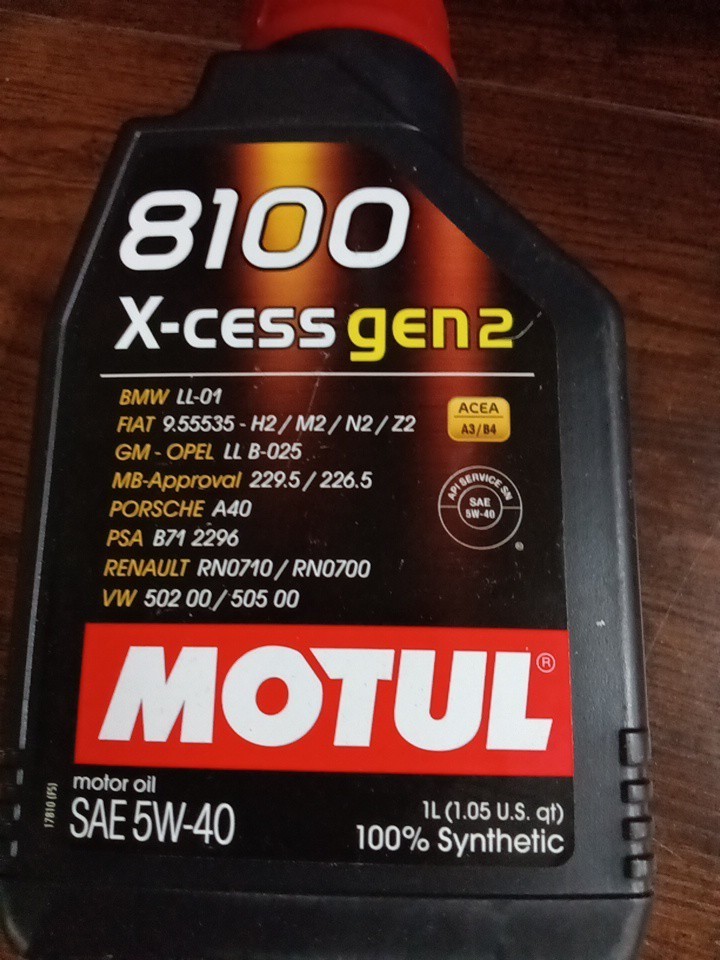 8100
X-cess gen2
BMW LL-01
FIAT 9.55535 - H2 / M2 / N2 / Z2
GM - OPEL LL B-025
MB-Approval 229.5 / 226.5
PORSCHE A40
PSA B71 2296
RENAULT RN0710 / RN0700
VW 502 00 / 505 00
ACEA
A3/B4
API SERVICE SN
SAE
5W-40
®
MOTUL®
motor oil
SAE 5W-40
1L (1.05 U.S. qt)
100% Synthetic
17810 (PS)